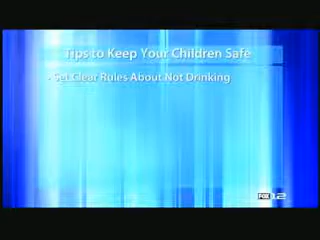 Tips to Keep Your Children Safe
• Set Clear Rules About Not Drinking
FOX 12